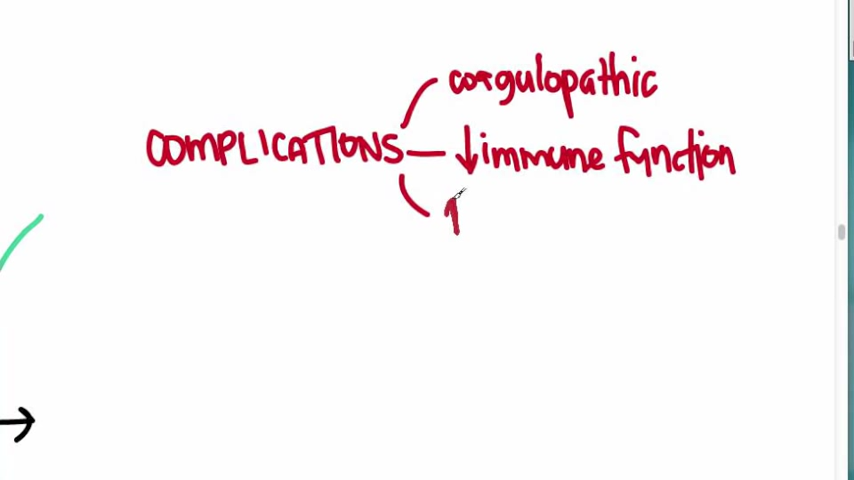 coagulopathic
COMPLICATIONS
↓ immune function